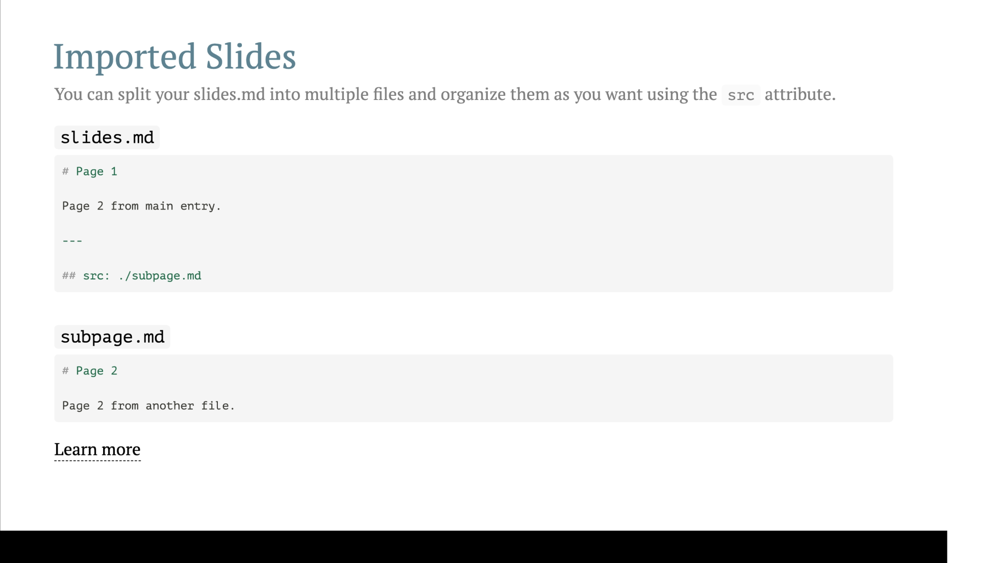 Imported Slides
You can split your slides.md into multiple files and organize them as you want using the src attribute.
slides.md
# Page 1
Page 2 from main entry.
---
## src: ./subpage.md
subpage.md
# Page 2
Page 2 from another file.
Learn more